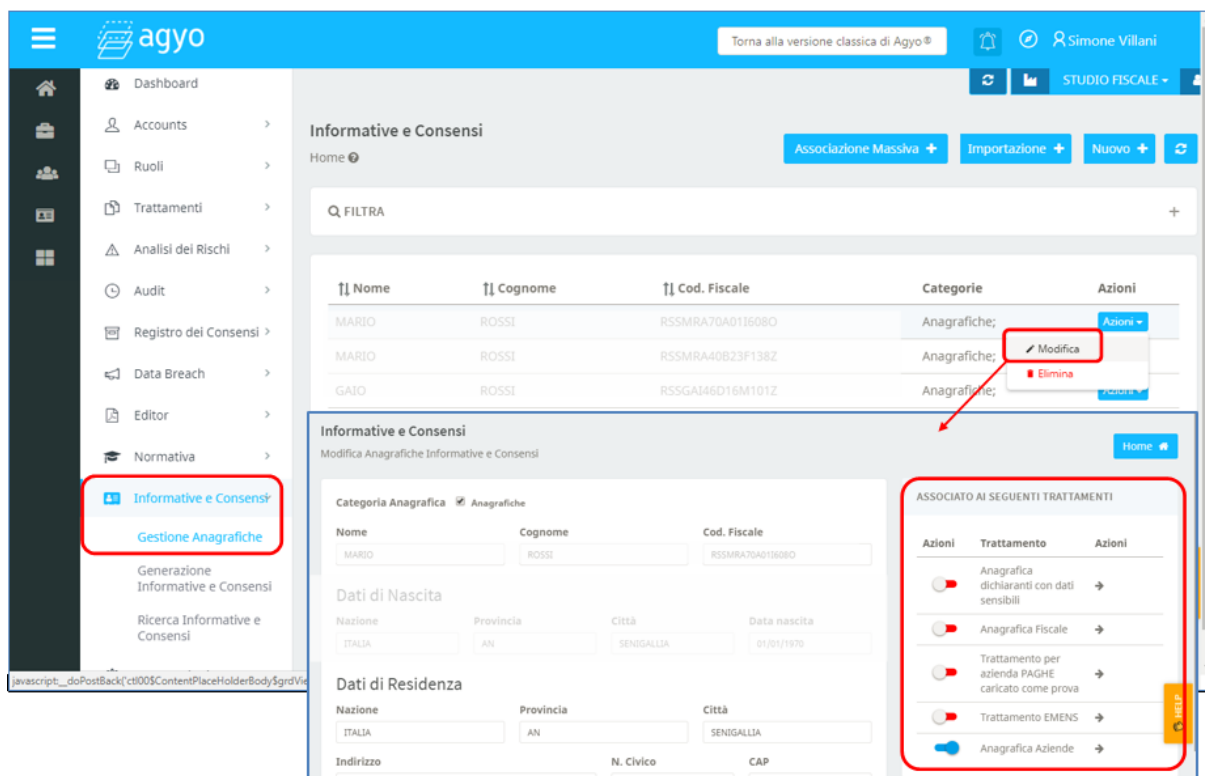 agyo
Torna alla versione classica di Agyo®
Simone Villani
STUDIO FISCALE
Dashboard
Accounts
Ruoli
Trattamenti
Analisi dei Rischi
Audit
Registro dei Consensi
Data Breach
Editor
Normativa
Informative e Consensi
Gestione Anagrafiche
Generazione
Informative e Consensi
Ricerca Informative e
Consensi
javascript:__doPostBack('ctl00$ContentPlaceHolderBody$grdVie
Informative e Consensi
Home
Associazione Massiva +
Importazione +
Nuovo +
FILTRA +
Nome Cognome Cod. Fiscale Categorie Azioni
MARIO ROSSI RSSMRA70A01I608O Anagrafiche; Azioni
MARIO ROSSI RSSMRA40B23F138Z Anagrafiche;
Modifica
Elimina
GAIO ROSSI RSSGAI46D16M101Z Anagrafiche; Azioni
Informative e Consensi
Modifica Anagrafiche Informative e Consensi
Home
Categoria Anagrafica Anagrafiche
Nome Cognome Cod. Fiscale
MARIO ROSSI RSSMRA70A01I608O
Dati di Nascita
Nazione Provincia Città Data nascita
ITALIA AN SENIGALLIA 01/01/1970
Dati di Residenza
Nazione Provincia Città
ITALIA AN SENIGALLIA
Indirizzo N. Civico CAP
ASSOCIATO AI SEGUENTI TRATTAMENTI
Azioni Trattamento Azioni
Anagrafica
dichiaranti con dati
sensibili
Anagrafica Fiscale
Trattamento per
azienda PAGHE
caricato come prova
Trattamento EMENS
Anagrafica Aziende
HELP